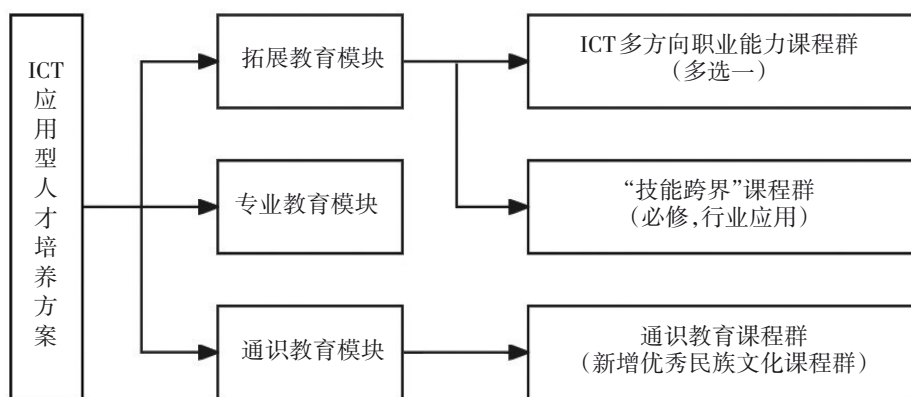 ICT
应
用
型
人
才
培
养
方
案
拓展教育模块
ICT多方向职业能力课程群
（多选一）
专业教育模块
“技能跨界”课程群
（必修,行业应用）
通识教育模块
通识教育课程群
（新增优秀民族文化课程群）